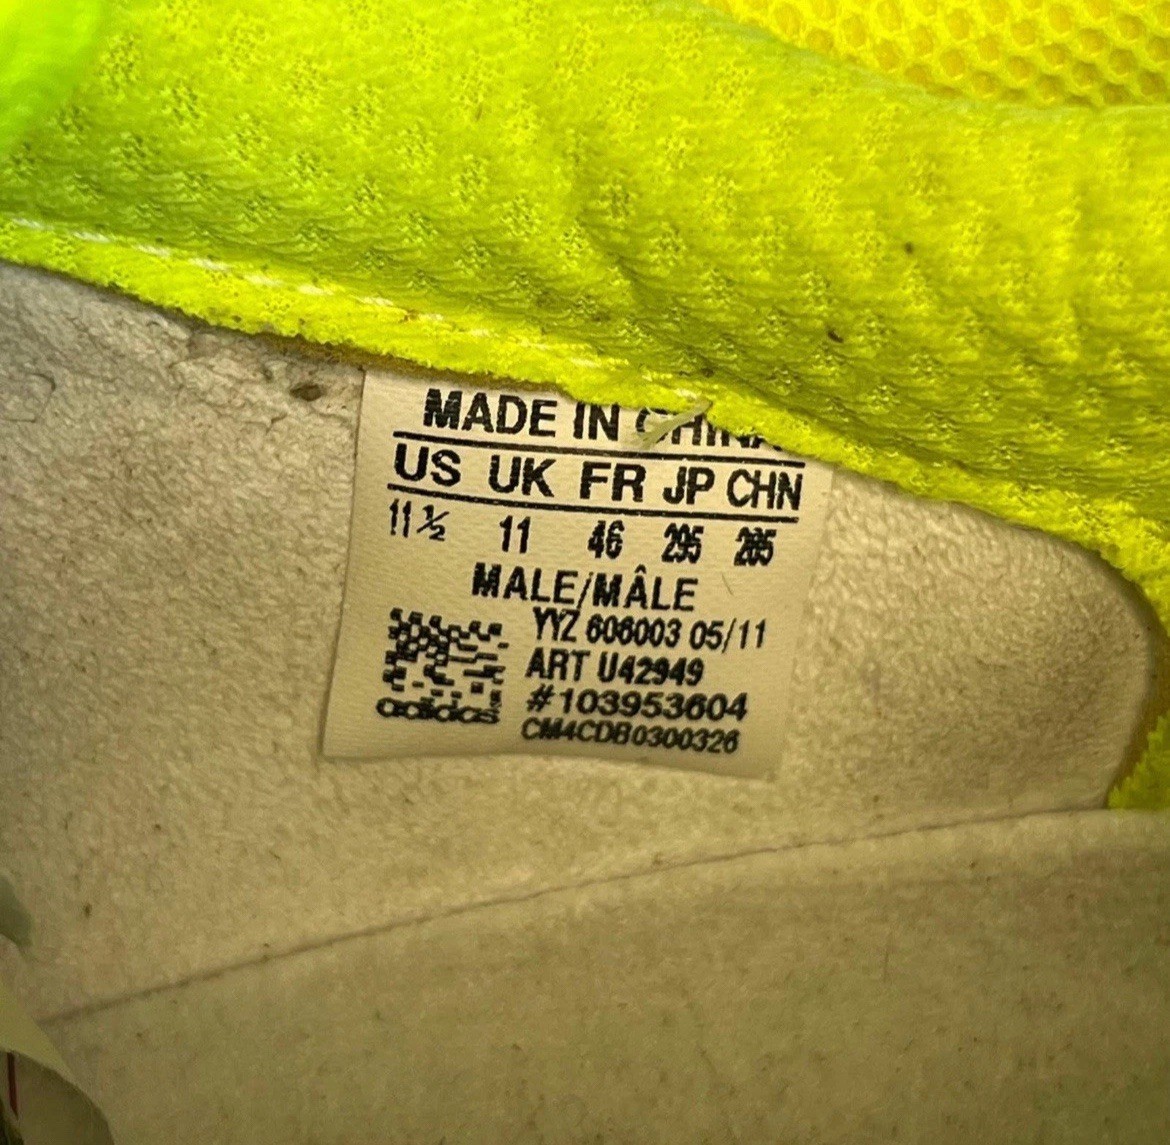 MADE IN CHINA
US UK FR JP CHN
11½ 11 46 295 285
MALE/MÂLE
YYZ 606003 05/11
ART U42949
#103953604
CM4CDB0300326
adidas